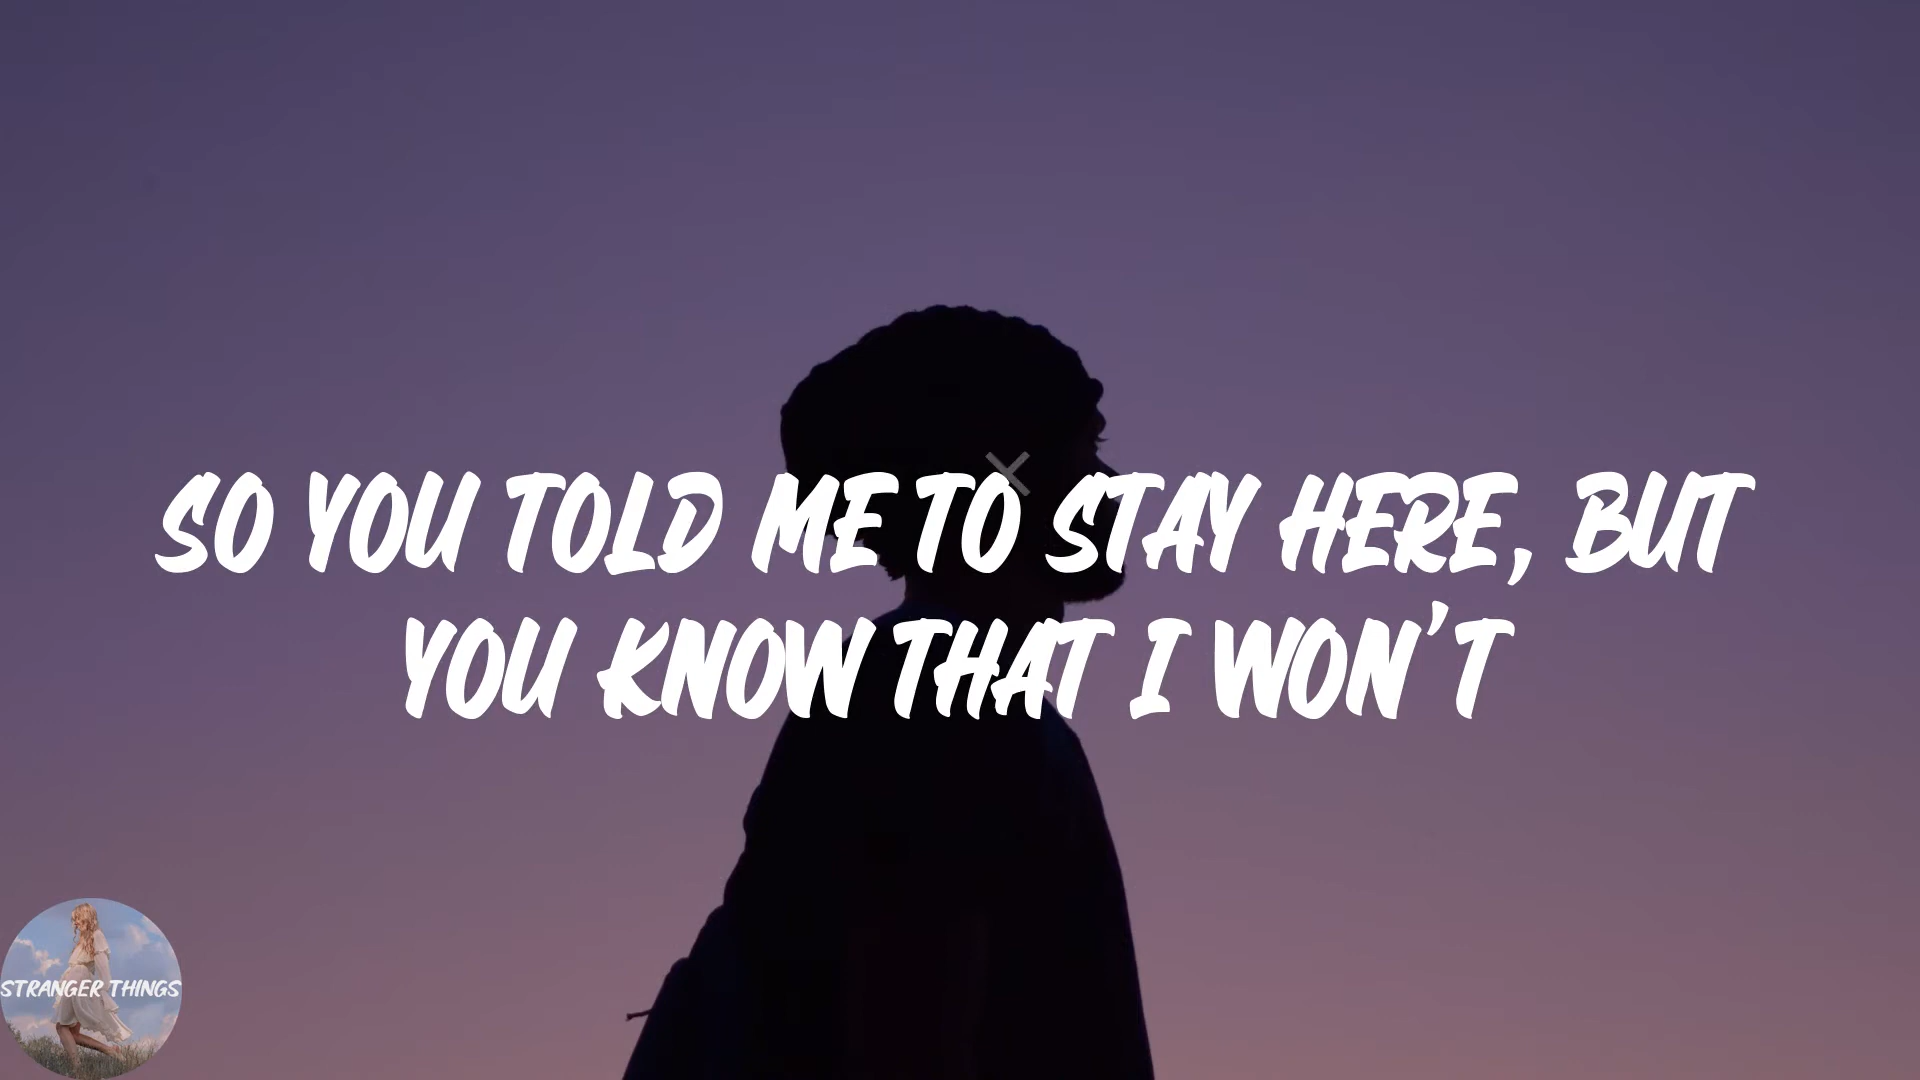 SO YOU TOLD ME TO STAY HERE, BUT
YOU KNOW THAT I WON'T
STRANGER THINGS